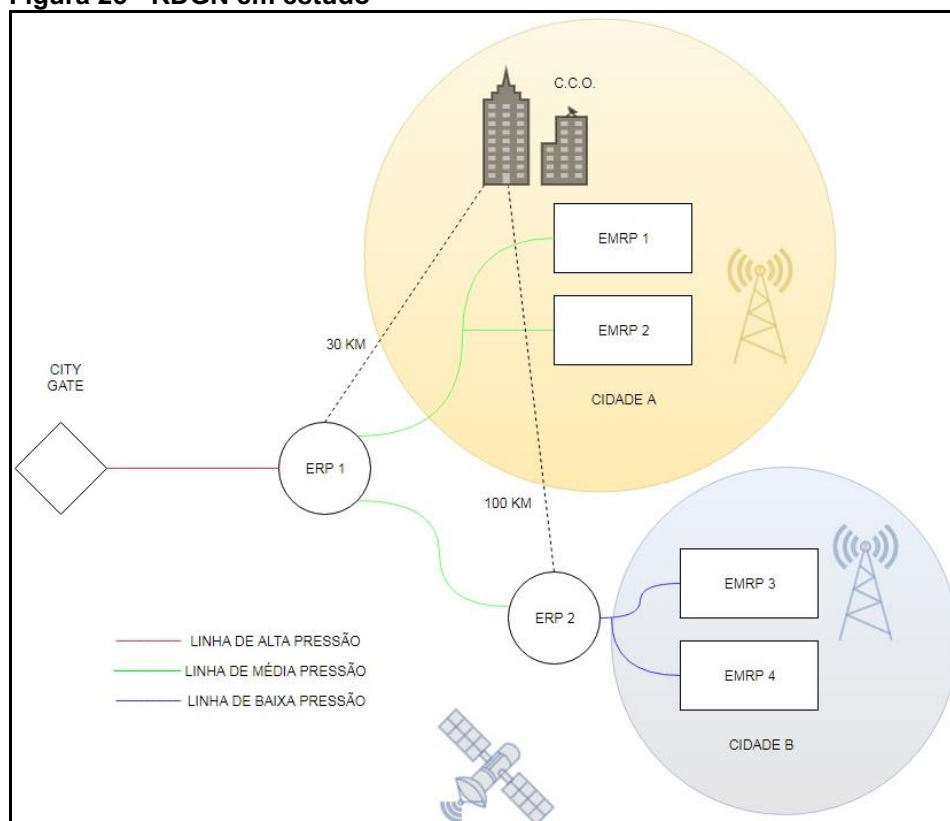 Figura 26 - RDGN em estudo
C.C.O.
EMRP 1
EMRP 2
30 KM
CIDADE A
CITY
GATE
ERP 1
100 KM
EMRP 3
ERP 2
EMRP 4
CIDADE B
LINHA DE ALTA PRESSÃO
LINHA DE MÉDIA PRESSÃO
LINHA DE BAIXA PRESSÃO